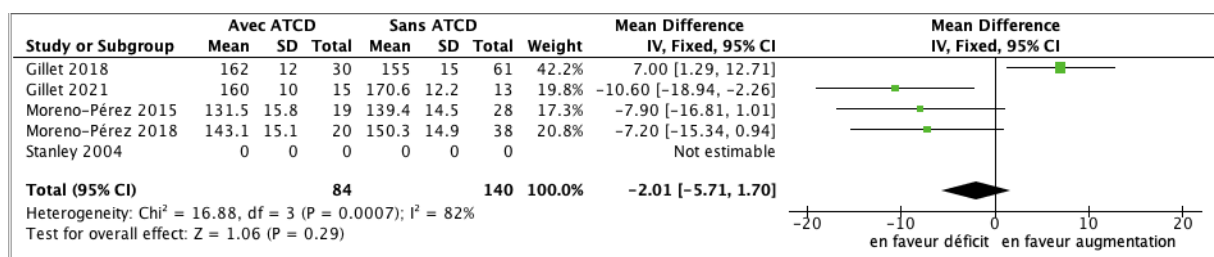 Avec ATCD Sans ATCD Mean Difference Mean Difference
Study or Subgroup Mean SD Total Mean SD Total Weight IV, Fixed, 95% CI IV, Fixed, 95% CI
Gillet 2018 162 12 30 155 15 61 42.2% 7.00 [1.29, 12.71]
Gillet 2021 160 10 15 170.6 12.2 13 19.8% -10.60 [-18.94, -2.26]
Moreno-Pérez 2015 131.5 15.8 19 139.4 14.5 28 17.3% -7.90 [-16.81, 1.01]
Moreno-Pérez 2018 143.1 15.1 20 150.3 14.9 38 20.8% -7.20 [-15.34, 0.94]
Stanley 2004 0 0 0 0 0 0 Not estimable
Total (95% CI) 84 140 100.0% -2.01 [-5.71, 1.70]
Heterogeneity: Chi² = 16.88, df = 3 (P = 0.0007); I² = 82%
Test for overall effect: Z = 1.06 (P = 0.29)
-20 -10 0 10 20
en faveur déficit en faveur augmentation